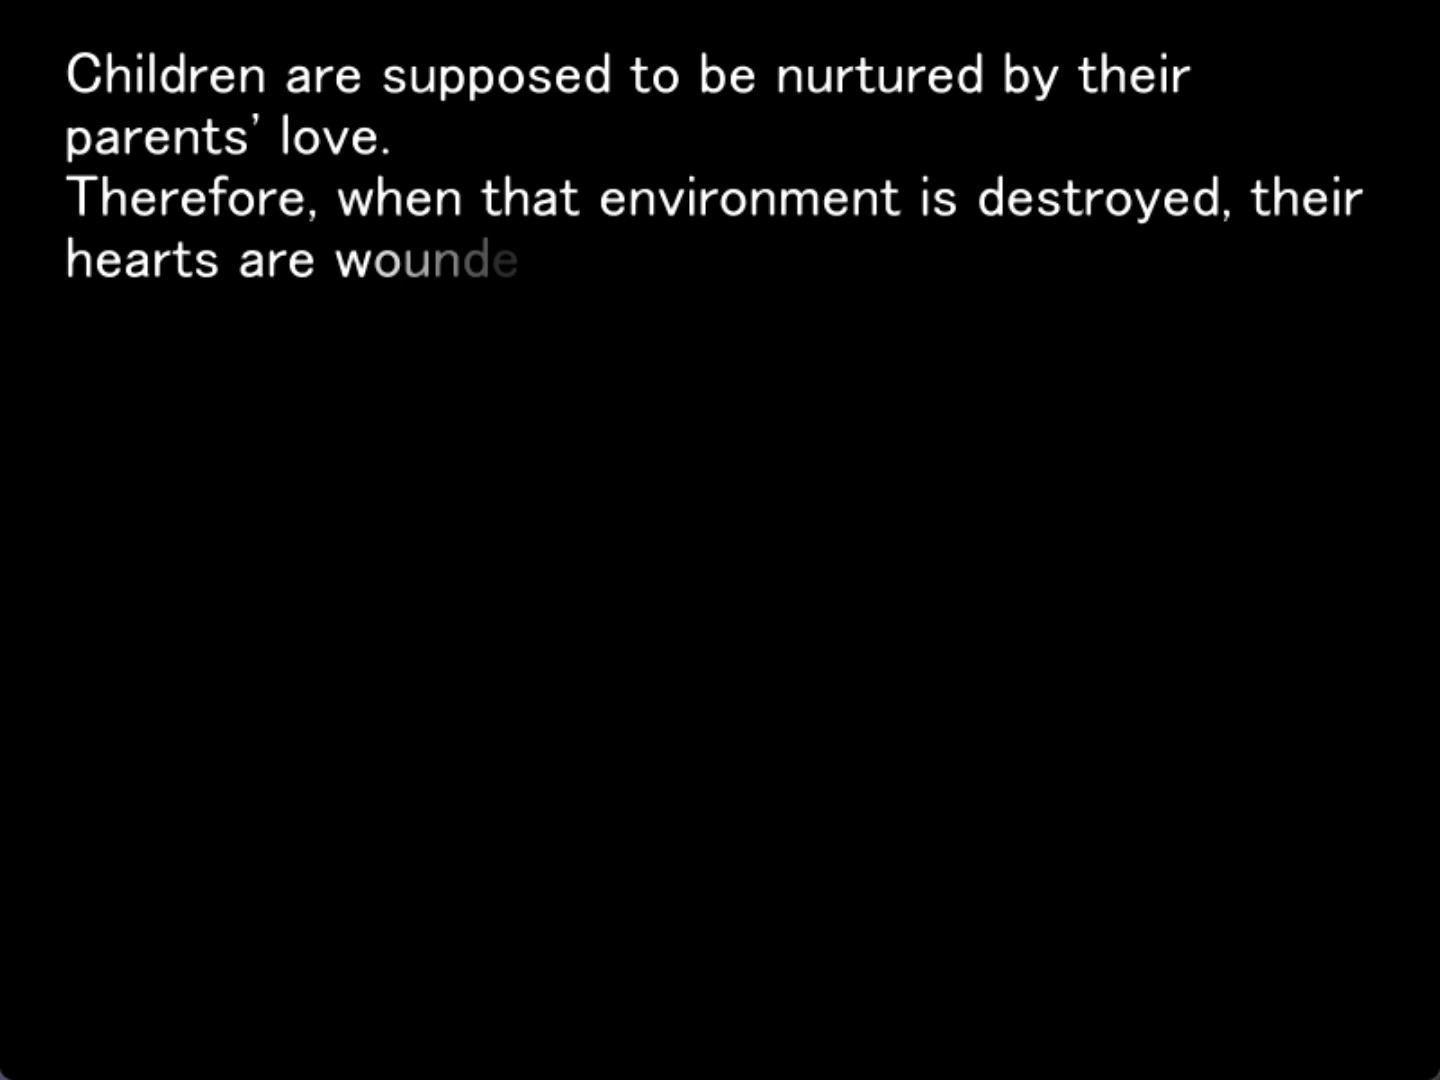 Children are supposed to be nurtured by their
parents’ love.
Therefore, when that environment is destroyed, their
hearts are wounde